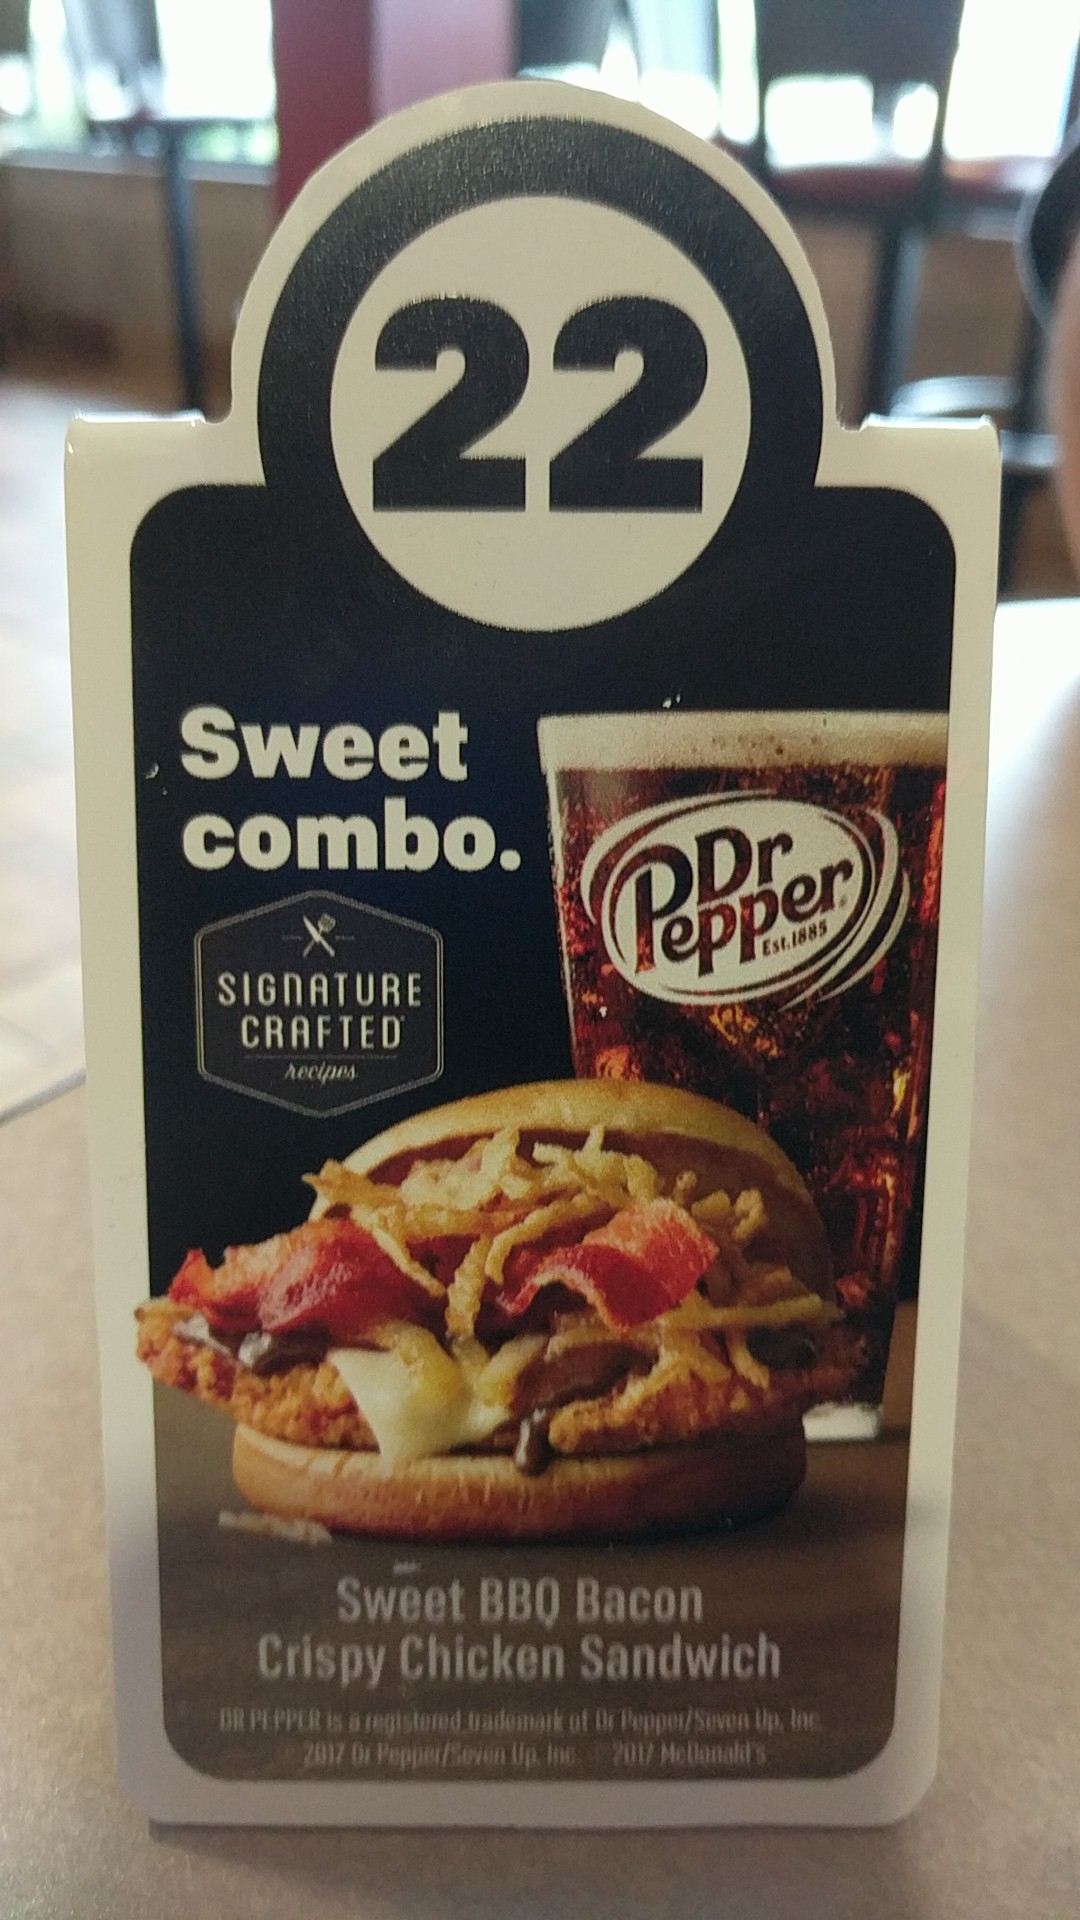 22
Sweet
combo.
Dr
Pepper
Est.1885
SIGNATURE
CRAFTED
recipes
Sweet BBQ Bacon
Crispy Chicken Sandwich
DR PEPPER is a registered trademark of Dr Pepper/Seven Up, Inc.
2017 Dr Pepper/Seven Up, Inc. 2017 McDonald's